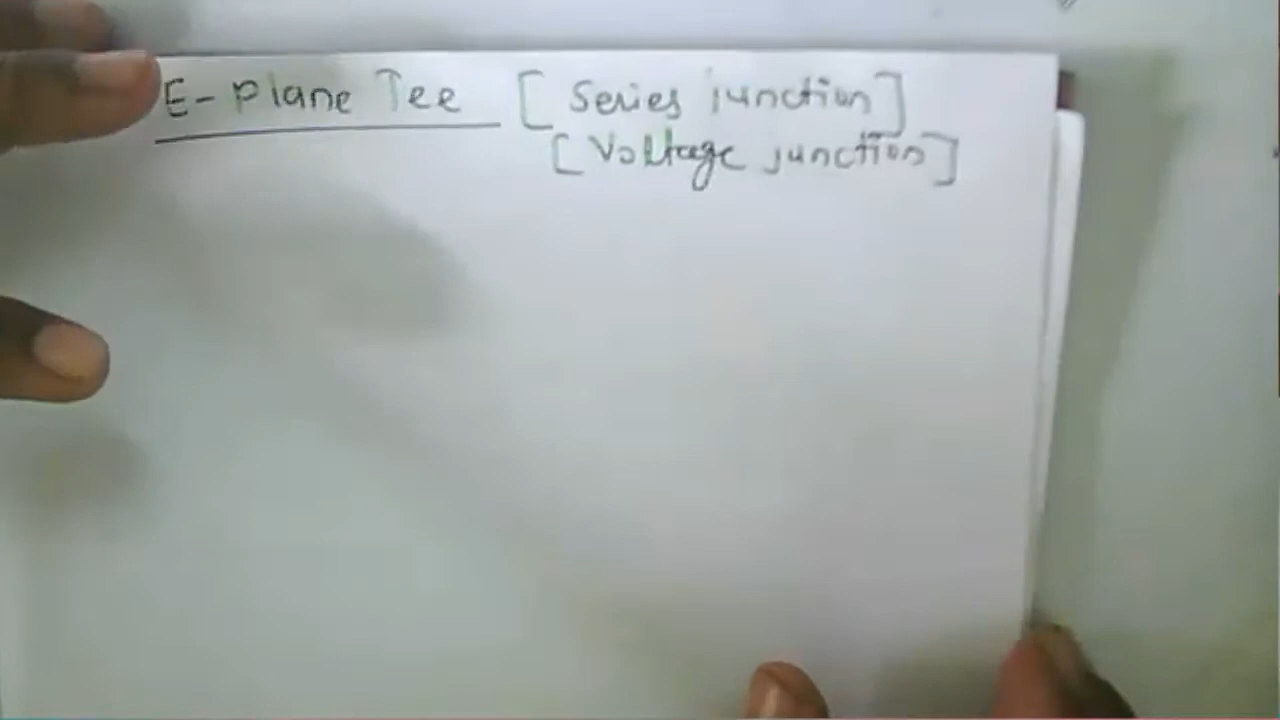 E- Plane Tee [ Series junction ]
[ Voltage junction ]